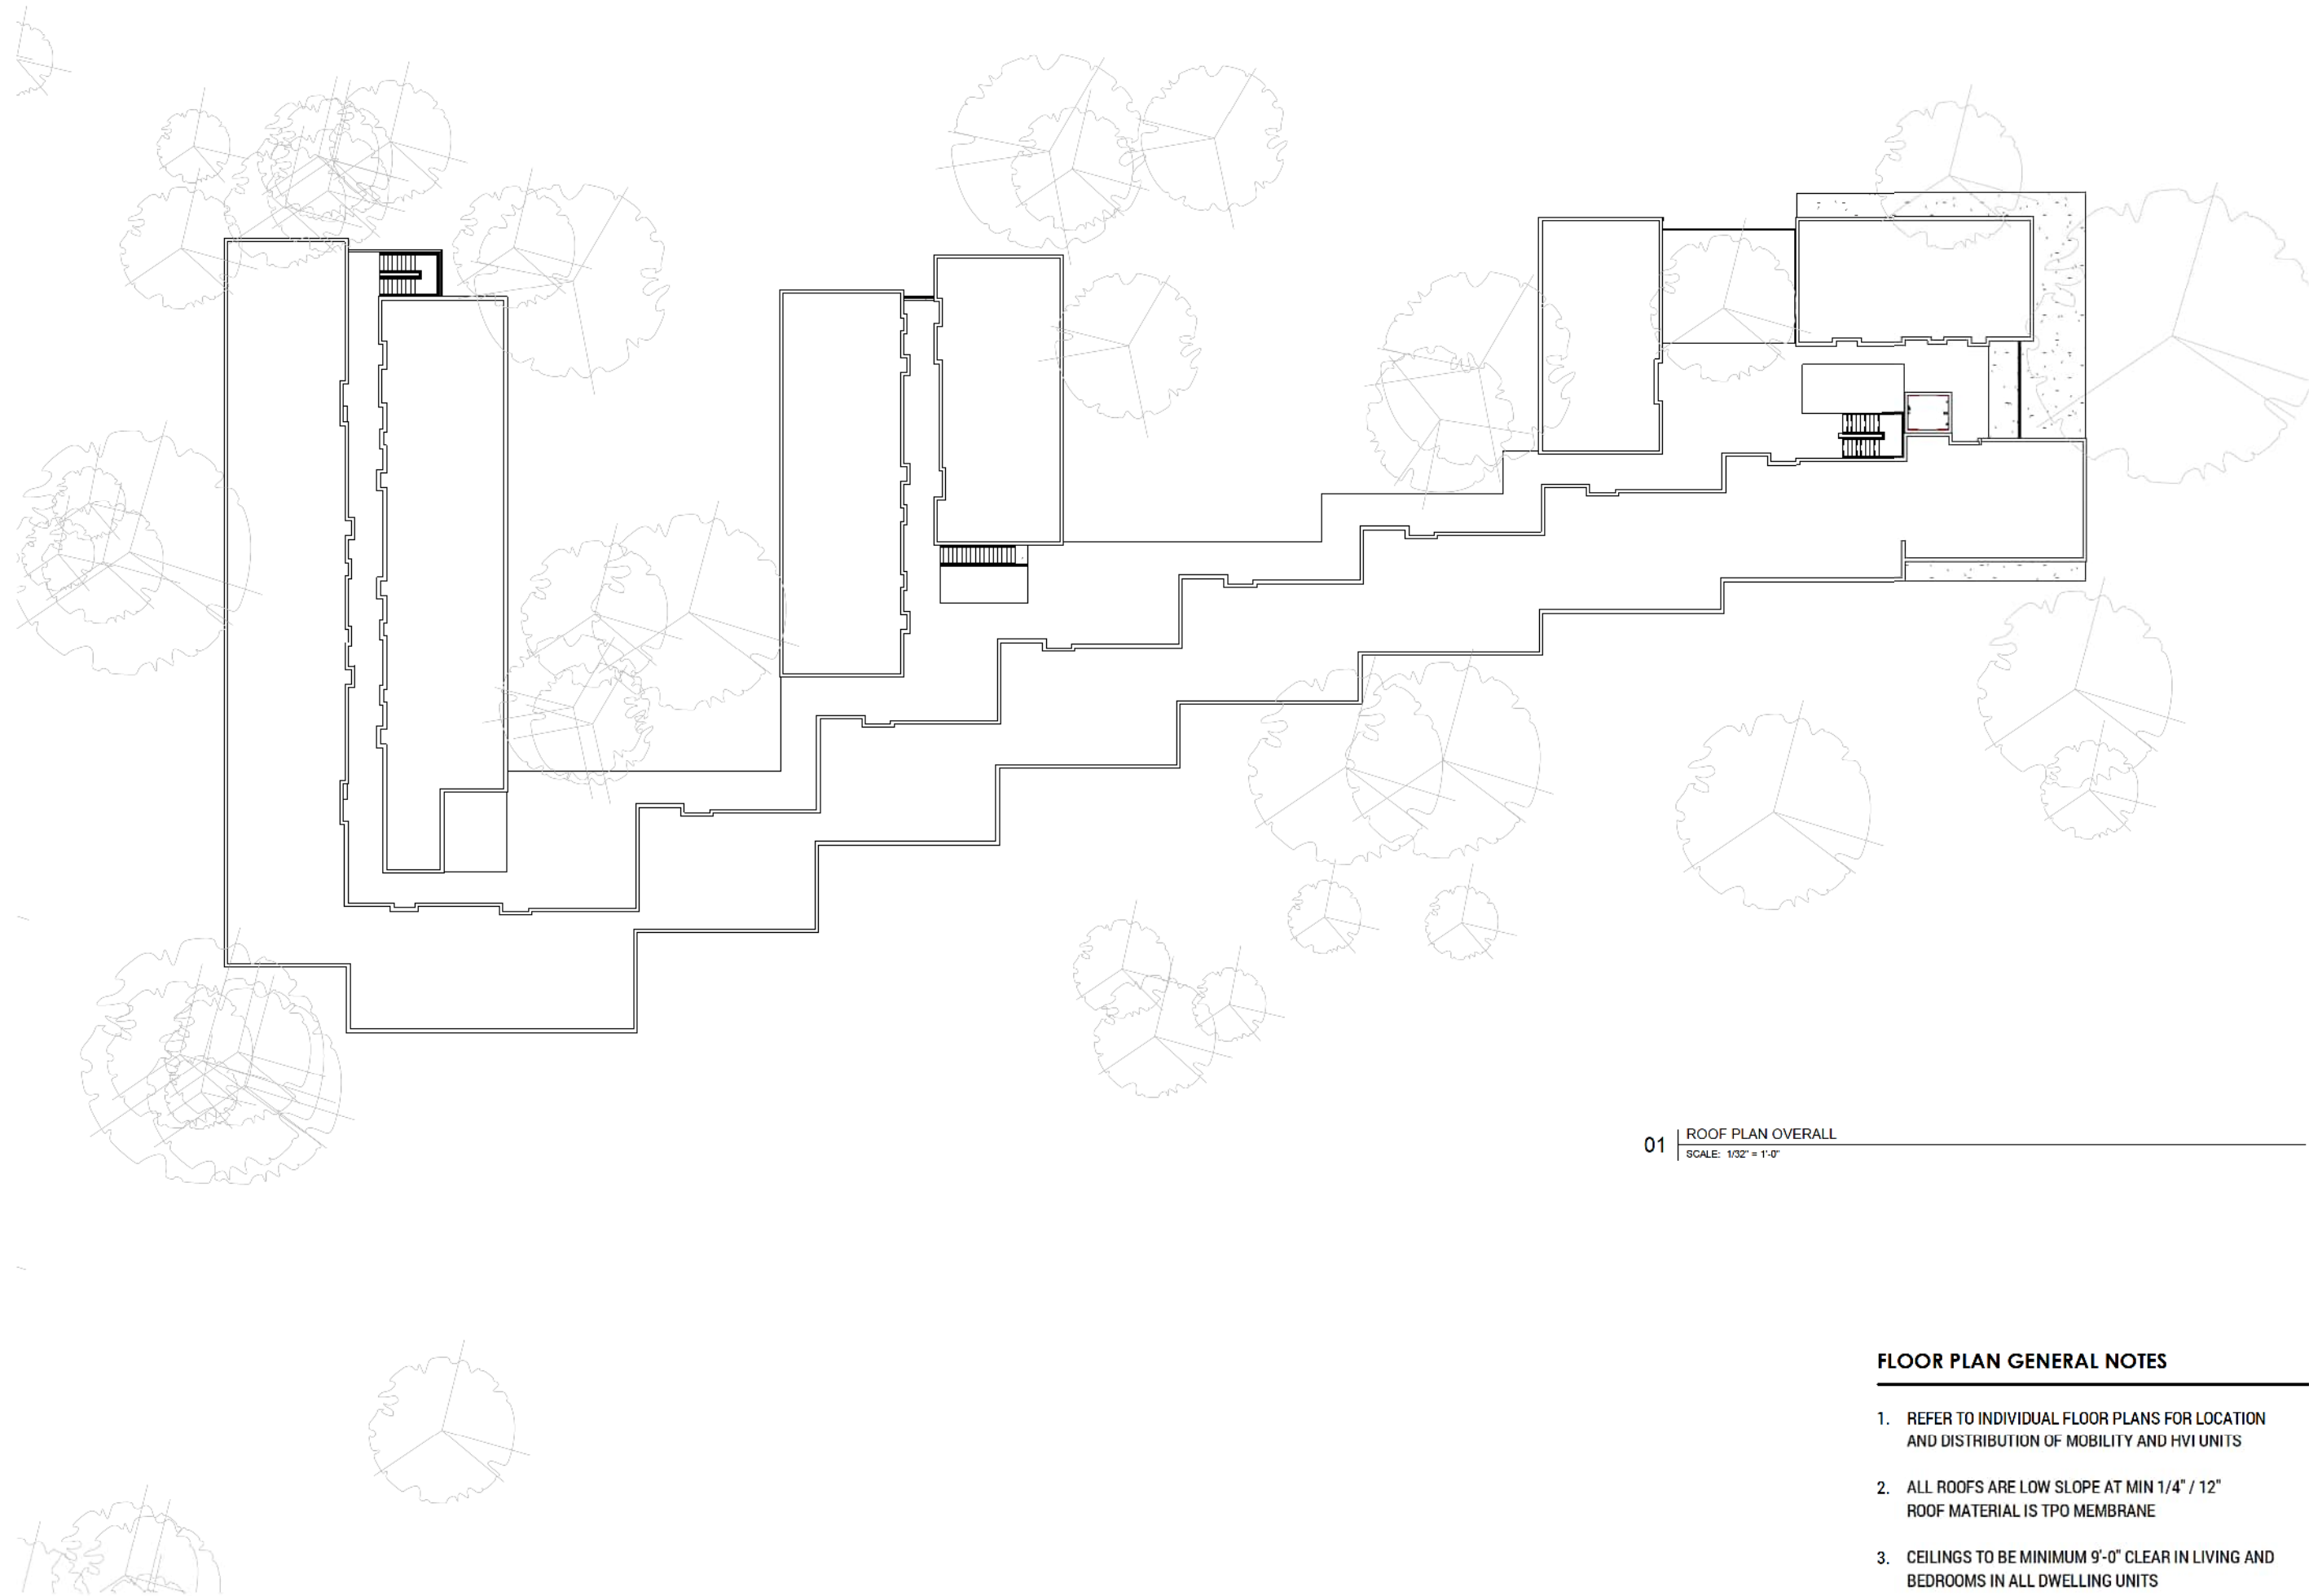 01
ROOF PLAN OVERALL
SCALE: 1/32" = 1'-0"
FLOOR PLAN GENERAL NOTES
1. REFER TO INDIVIDUAL FLOOR PLANS FOR LOCATION
AND DISTRIBUTION OF MOBILITY AND HVI UNITS
2. ALL ROOFS ARE LOW SLOPE AT MIN 1/4" / 12"
ROOF MATERIAL IS TPO MEMBRANE
3. CEILINGS TO BE MINIMUM 9'-0" CLEAR IN LIVING AND
BEDROOMS IN ALL DWELLING UNITS